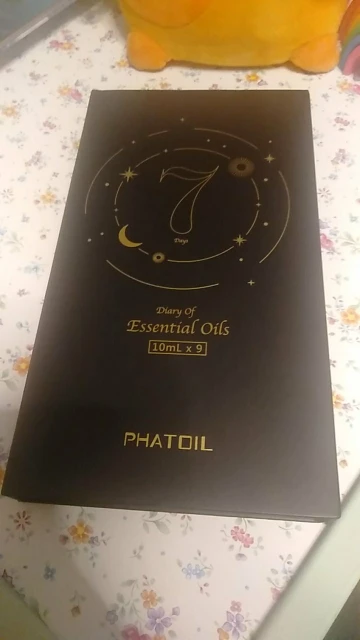 7
Days
Diary Of
Essential Oils
10mL x 9
PHATOIL